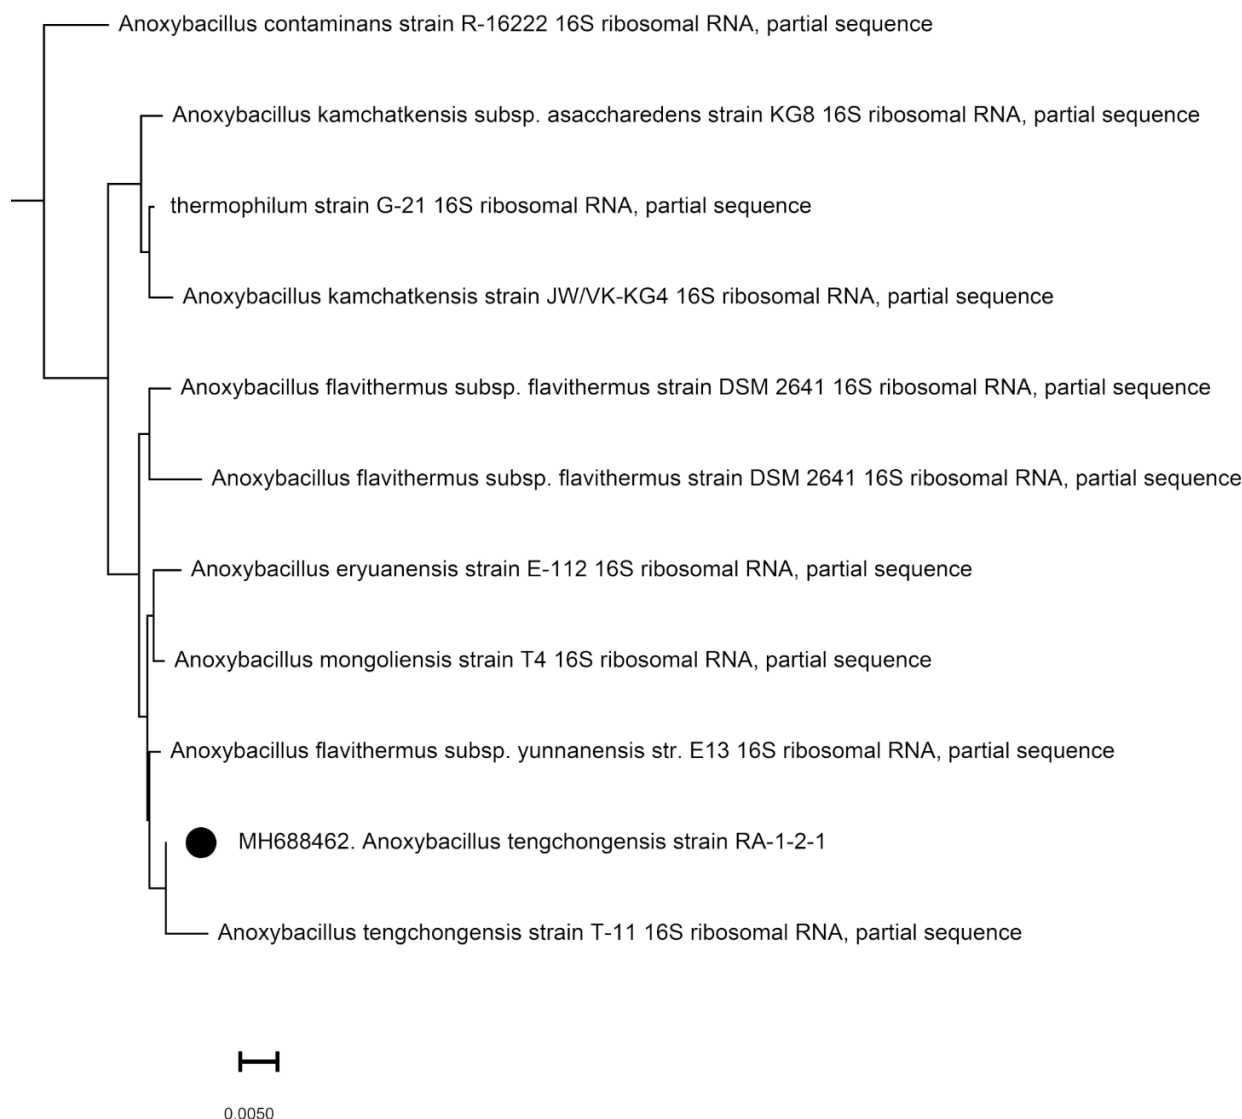 Anoxybacillus contaminans strain R-16222 16S ribosomal RNA, partial sequence
Anoxybacillus kamchatkensis subsp. asaccharedens strain KG8 16S ribosomal RNA, partial sequence
thermophilum strain G-21 16S ribosomal RNA, partial sequence
Anoxybacillus kamchatkensis strain JW/VK-KG4 16S ribosomal RNA, partial sequence
Anoxybacillus flavithermus subsp. flavithermus strain DSM 2641 16S ribosomal RNA, partial sequence
Anoxybacillus flavithermus subsp. flavithermus strain DSM 2641 16S ribosomal RNA, partial sequence
Anoxybacillus eryuanensis strain E-112 16S ribosomal RNA, partial sequence
Anoxybacillus mongoliensis strain T4 16S ribosomal RNA, partial sequence
Anoxybacillus flavithermus subsp. yunnanensis str. E13 16S ribosomal RNA, partial sequence
MH688462. Anoxybacillus tengchongensis strain RA-1-2-1
Anoxybacillus tengchongensis strain T-11 16S ribosomal RNA, partial sequence
0.0050